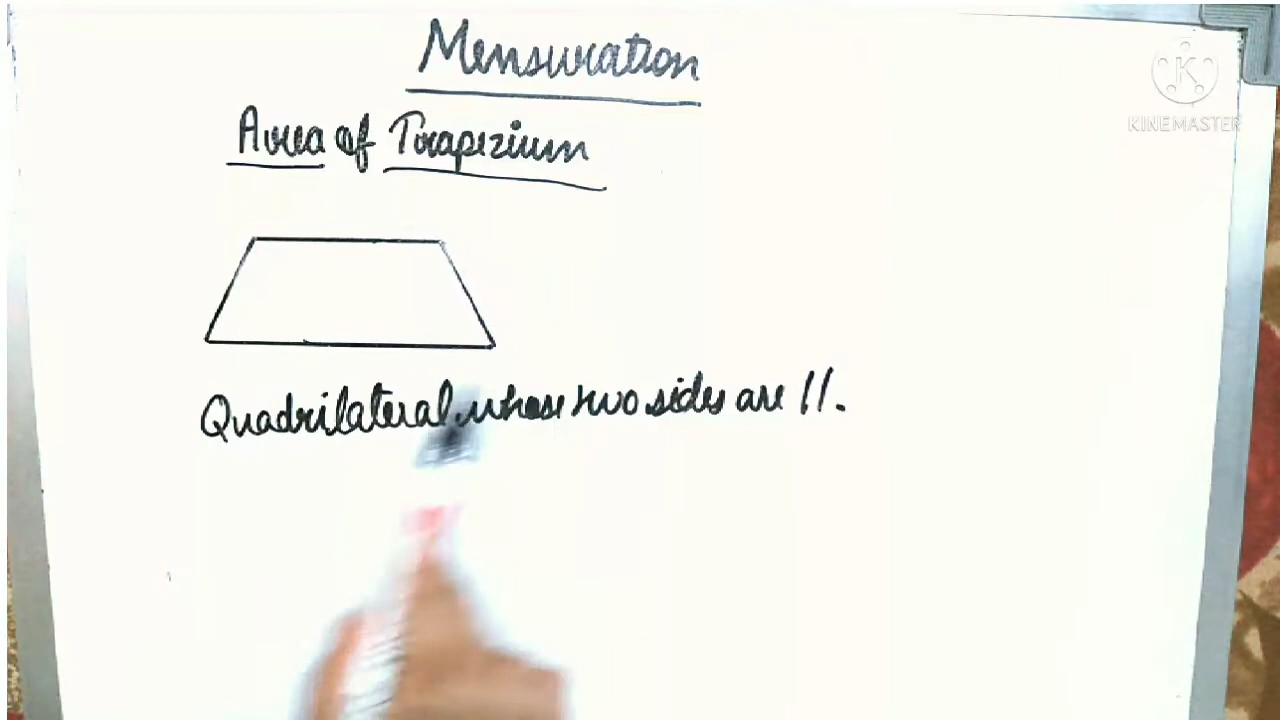 Mensuration
KINEMASTER
Area of Trapezium
Quadrilateral whose two sides are //.